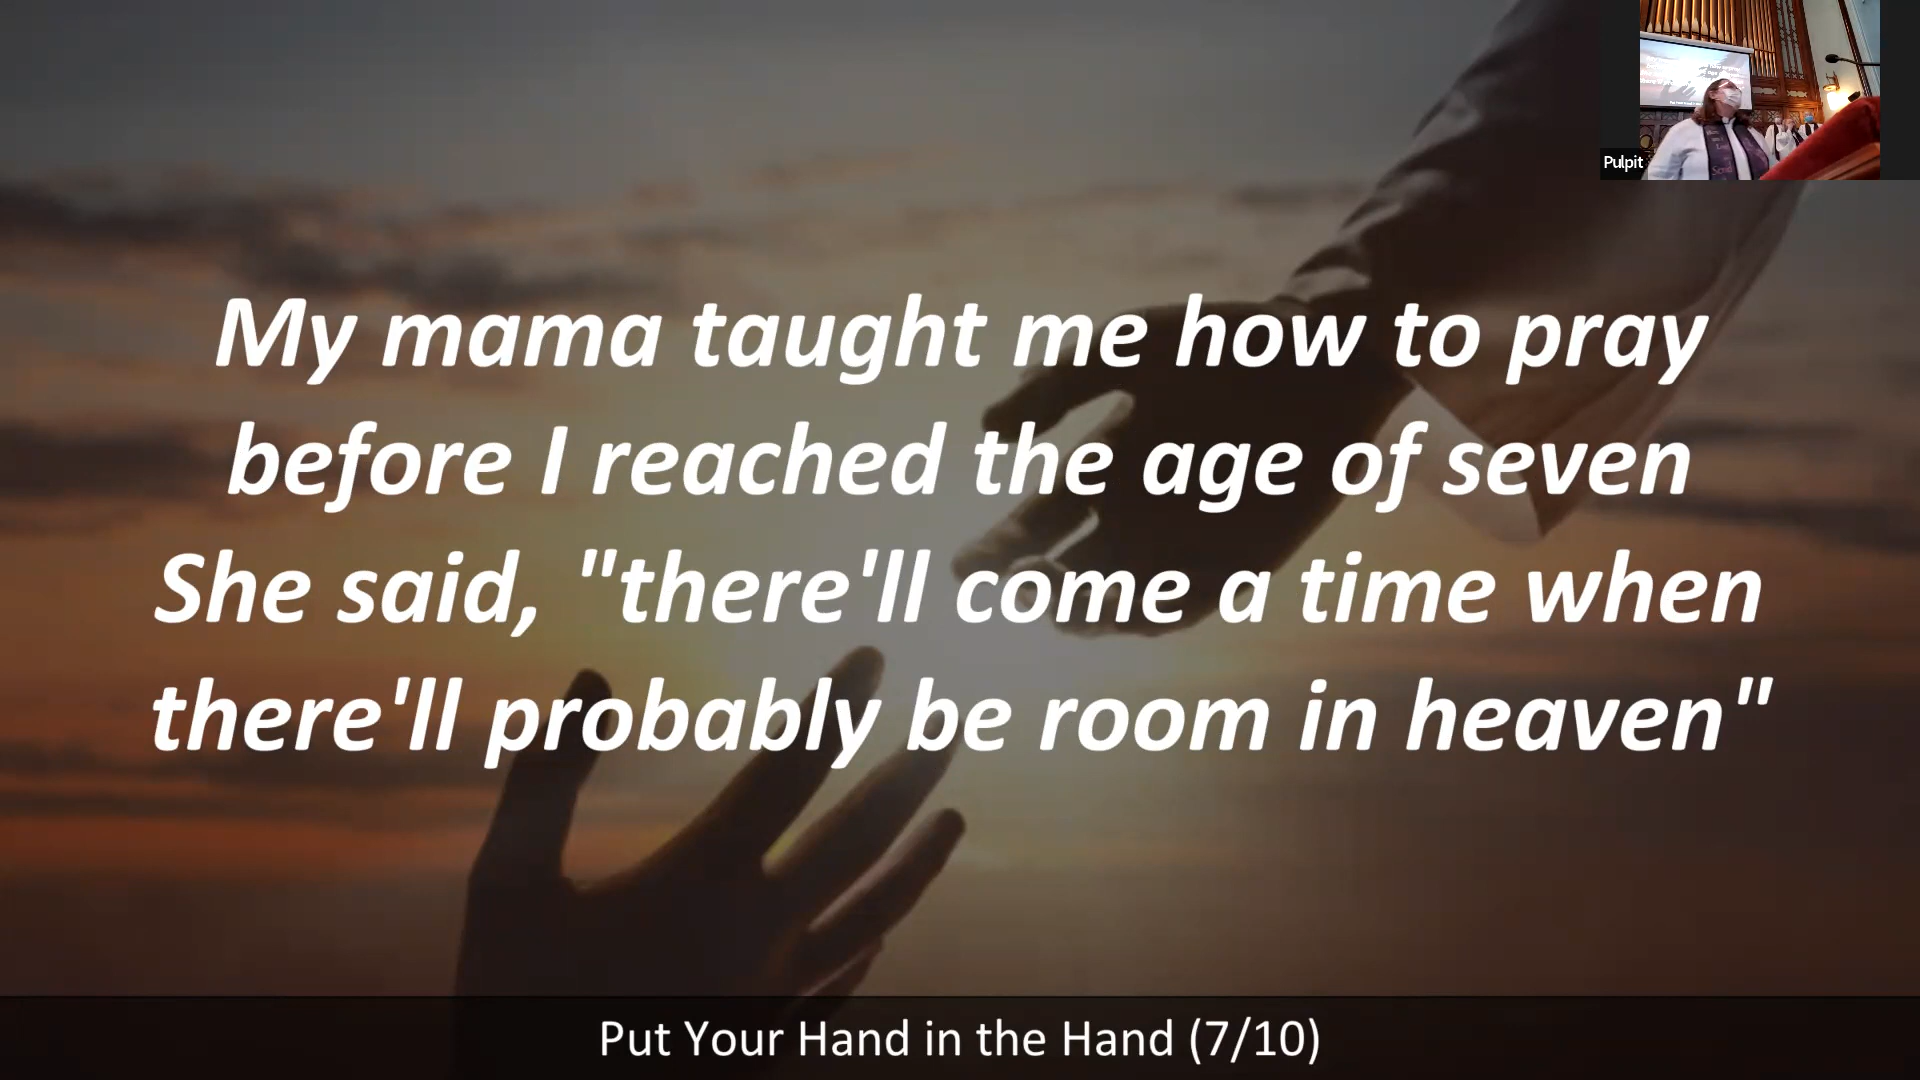 Pulpit
My mama taught me how to pray
before I reached the age of seven
She said, "there'll come a time when
there'll probably be room in heaven"
Put Your Hand in the Hand (7/10)